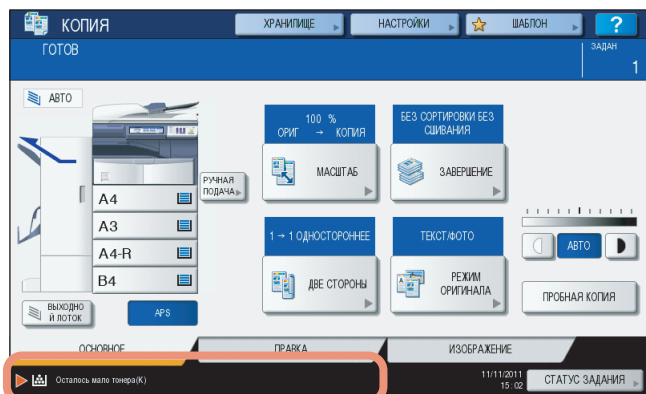 КОПИЯ
ХРАНИЛИЩЕ
НАСТРОЙКИ
ШАБЛОН
?
ГОТОВ
ЗАДАН
1
АВТО
100 %
ОРИГ → КОПИЯ
БЕЗ СОРТИРОВКИ БЕЗ
СШИВАНИЯ
МАСШТАБ
ЗАВЕРШЕНИЕ
РУЧНАЯ
ПОДАЧА
A4
A3
A4-R
B4
1 → 1 ОДНОСТОРОННЕЕ
ТЕКСТ/ФОТО
ДВЕ СТОРОНЫ
РЕЖИМ
ОРИГИНАЛА
АВТО
ВЫХОДНО
Й ЛОТОК
APS
ПРОБНАЯ КОПИЯ
ОСНОВНОЕ
ПРАВКА
ИЗОБРАЖЕНИЕ
Осталось мало тонера(K)
11/11/2011
15:02
СТАТУС ЗАДАНИЯ